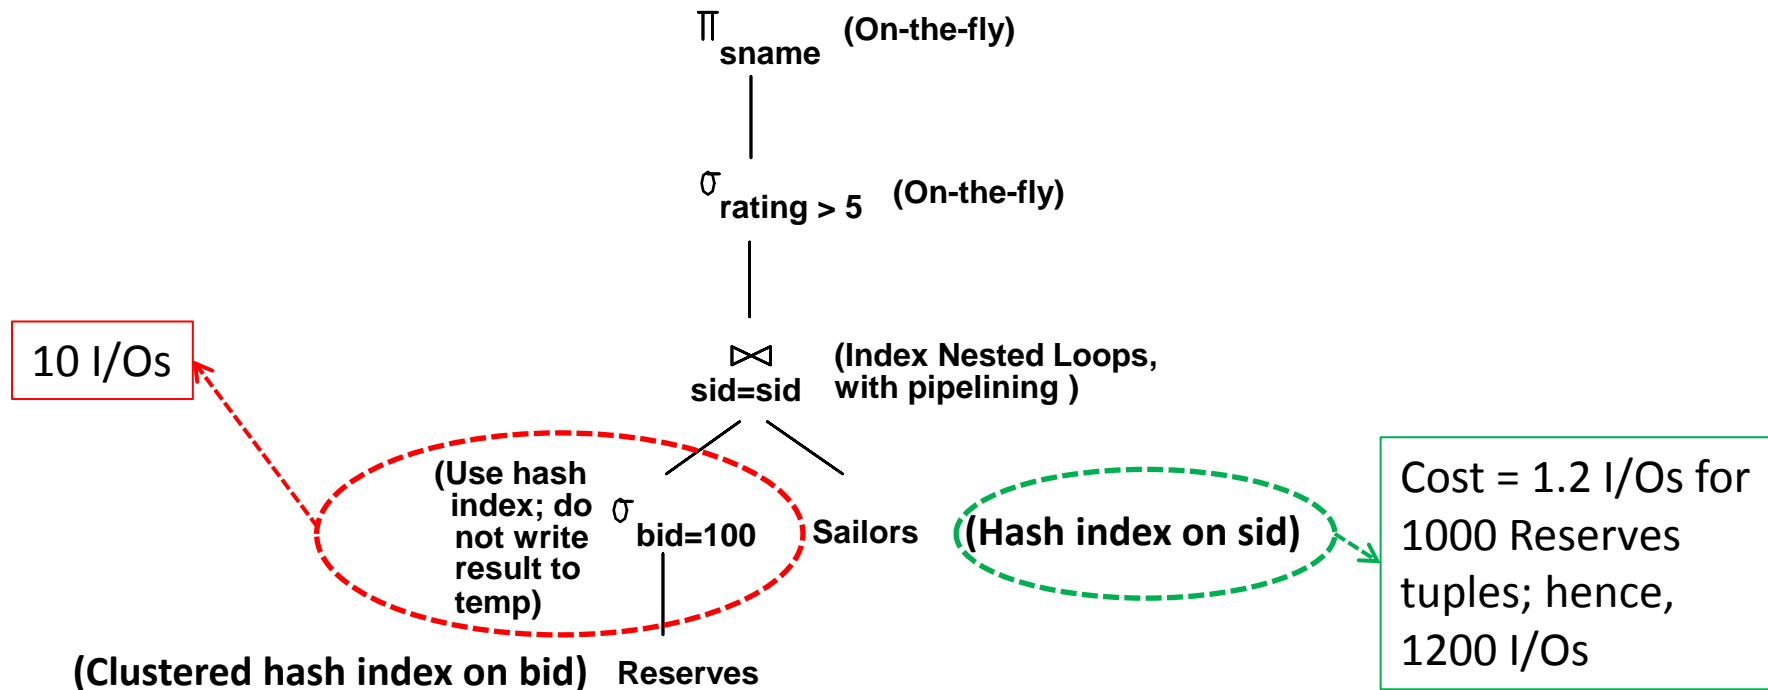 π sname (On-the-fly)
σ rating > 5 (On-the-fly)
10 I/Os
⋈ sid=sid
(Index Nested Loops,
with pipelining )
(Use hash
index; do
not write
result to
temp)
σ bid=100
Sailors
(Hash index on sid)
Cost = 1.2 I/Os for
1000 Reserves
tuples; hence,
1200 I/Os
(Clustered hash index on bid)
Reserves